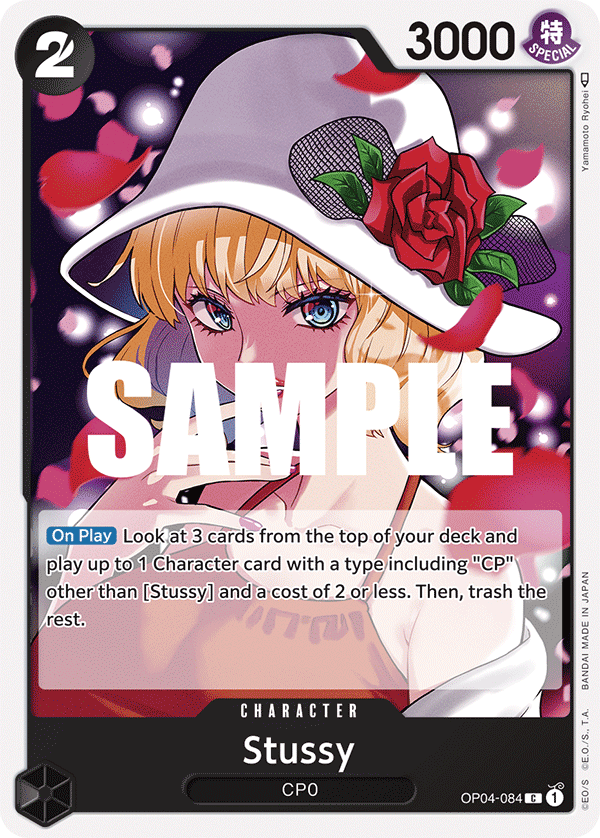 2
3000
特
SPECIAL
Yamamoto Ryohei
SAMPLE
On Play Look at 3 cards from the top of your deck and
play up to 1 Character card with a type including "CP"
other than [Stussy] and a cost of 2 or less. Then, trash the
rest.
CHARACTER
Stussy
CP0
OP04-084 C 1
©EO/S ©E.O./S., T.A. BANDAI MADE IN JAPAN